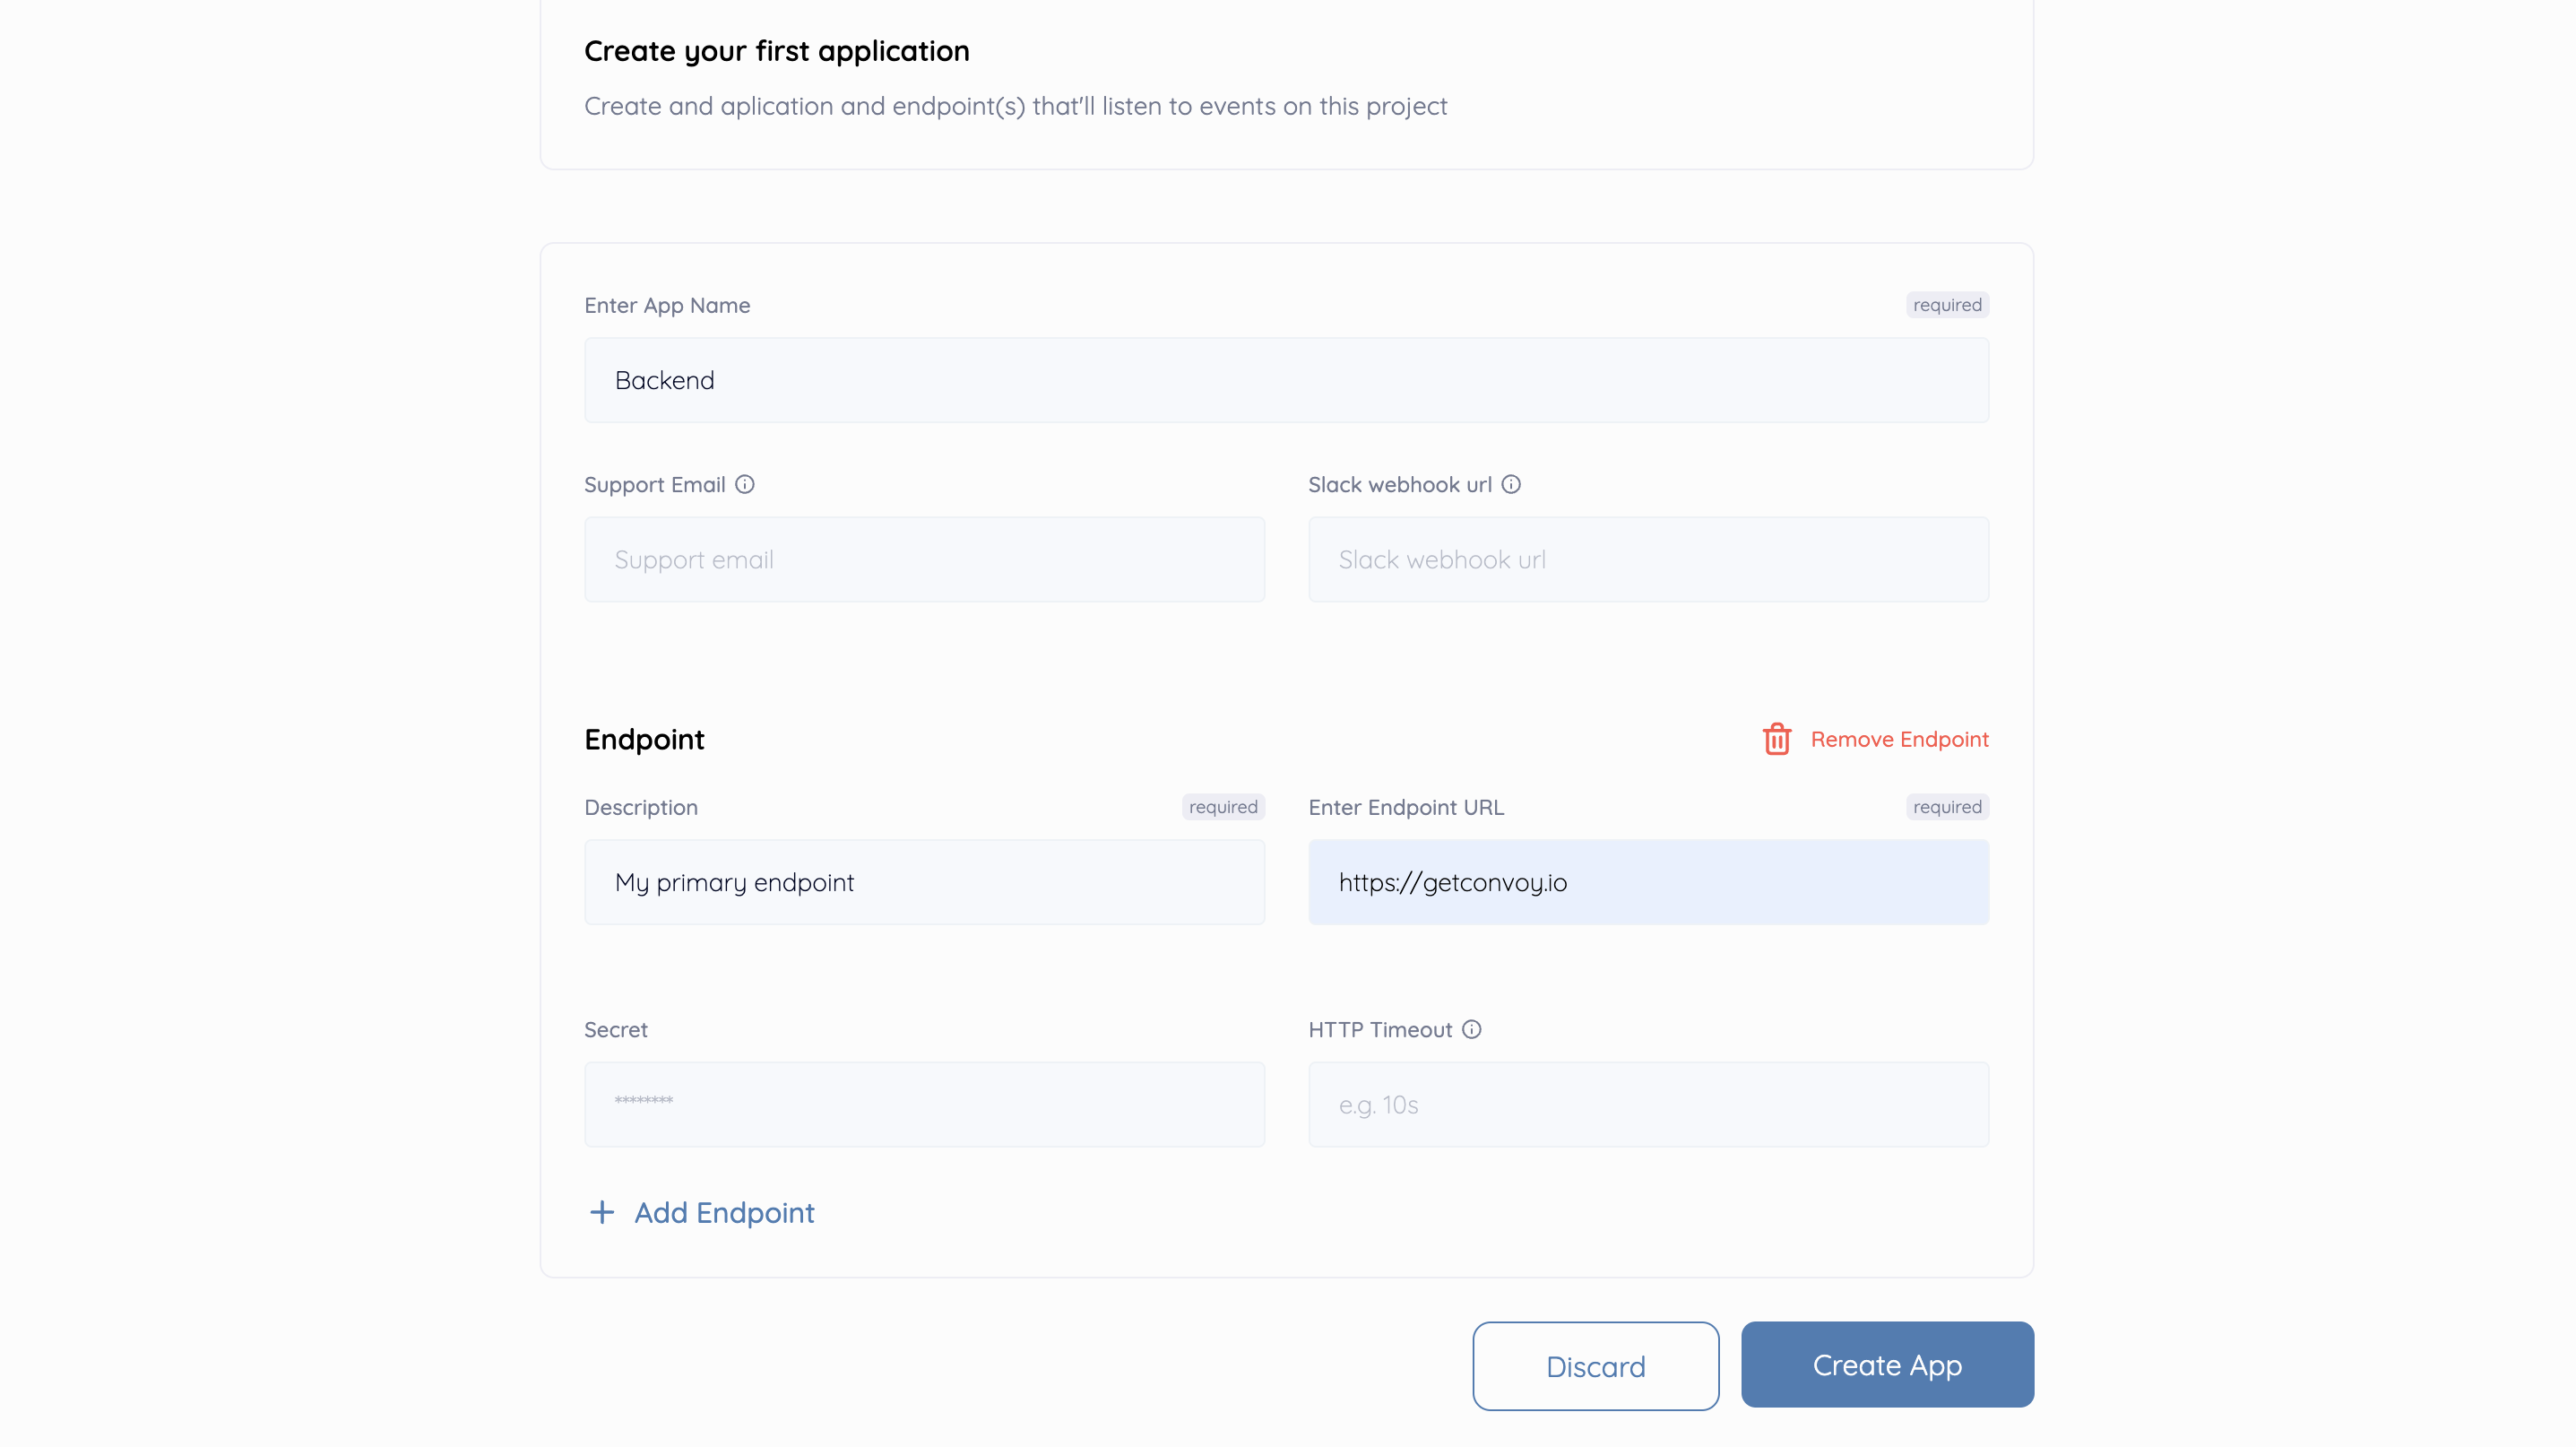 Create your first application
Create and aplication and endpoint(s) that'll listen to events on this project
Enter App Name required
Backend
Support Email Slack webhook url
Support email Slack webhook url
Endpoint Remove Endpoint
Description required Enter Endpoint URL required
My primary endpoint https://getconvoy.io
Secret HTTP Timeout
******** e.g. 10s
+ Add Endpoint
Discard Create App